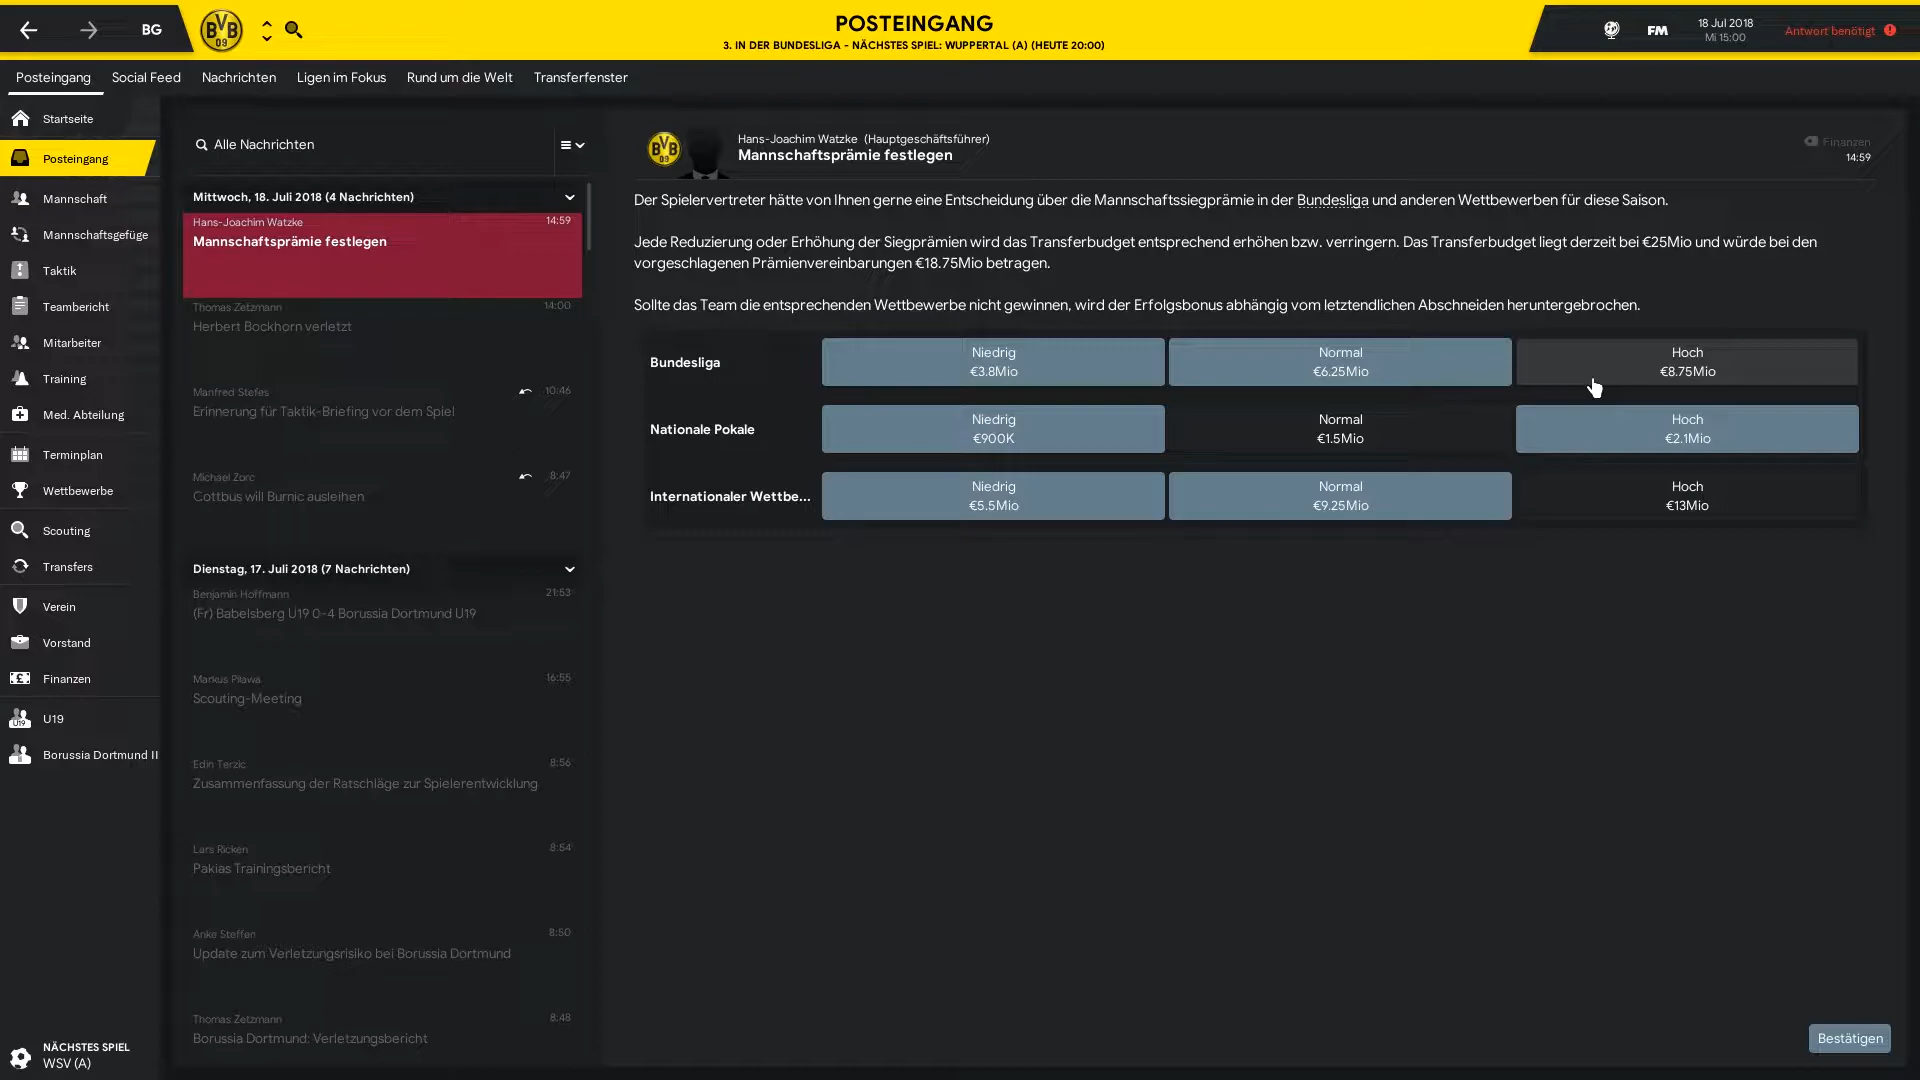 BG
BVB
09
POSTEINGANG
3. IN DER BUNDESLIGA - NÄCHSTES SPIEL: WUPPERTAL (A) (HEUTE 20:00)
FM
18 Jul 2018
Mi 15:00
Antwort benötigt
Posteingang
Social Feed
Nachrichten
Ligen im Fokus
Rund um die Welt
Transferfenster
Startseite
Posteingang
Mannschaft
Mannschaftsgefüge
Taktik
Teambericht
Mitarbeiter
Training
Med. Abteilung
Terminplan
Wettbewerbe
Scouting
Transfers
Verein
Vorstand
Finanzen
U19
Borussia Dortmund II
NÄCHSTES SPIEL
WSV (A)
Alle Nachrichten
Mittwoch, 18. Juli 2018 (4 Nachrichten)
Hans-Joachim Watzke 14:59
Mannschaftsprämie festlegen
Thomas Zetzmann 14:00
Herbert Bockhorn verletzt
Manfred Stefes 10:46
Erinnerung für Taktik-Briefing vor dem Spiel
Michael Zorc 8:47
Cottbus will Burnic ausleihen
Dienstag, 17. Juli 2018 (7 Nachrichten)
Benjamin Hoffmann 21:53
(Fr) Babelsberg U19 0-4 Borussia Dortmund U19
Markus Pilawa 16:55
Scouting-Meeting
Edin Terzic 8:56
Zusammenfassung der Ratschläge zur Spielerentwicklung
Lars Ricken 8:54
Pakias Trainingsbericht
Anke Steffen 8:50
Update zum Verletzungsrisiko bei Borussia Dortmund
Thomas Zetzmann 8:48
Borussia Dortmund: Verletzungsbericht
BVB
09
Hans-Joachim Watzke (Hauptgeschäftsführer)
Mannschaftsprämie festlegen
Finanzen
14:59
Der Spielervertreter hätte von Ihnen gerne eine Entscheidung über die Mannschaftssiegprämie in der Bundesliga und anderen Wettbewerben für diese Saison.
Jede Reduzierung oder Erhöhung der Siegprämien wird das Transferbudget entsprechend erhöhen bzw. verringern. Das Transferbudget liegt derzeit bei €25Mio und würde bei den
vorgeschlagenen Prämienvereinbarungen €18.75Mio betragen.
Sollte das Team die entsprechenden Wettbewerbe nicht gewinnen, wird der Erfolgsbonus abhängig vom letztendlichen Abschneiden heruntergebrochen.
Bundesliga
Niedrig
€3.8Mio
Normal
€6.25Mio
Hoch
€8.75Mio
Nationale Pokale
Niedrig
€900K
Normal
€1.5Mio
Hoch
€2.1Mio
Internationaler Wettbe...
Niedrig
€5.5Mio
Normal
€9.25Mio
Hoch
€13Mio
Bestätigen